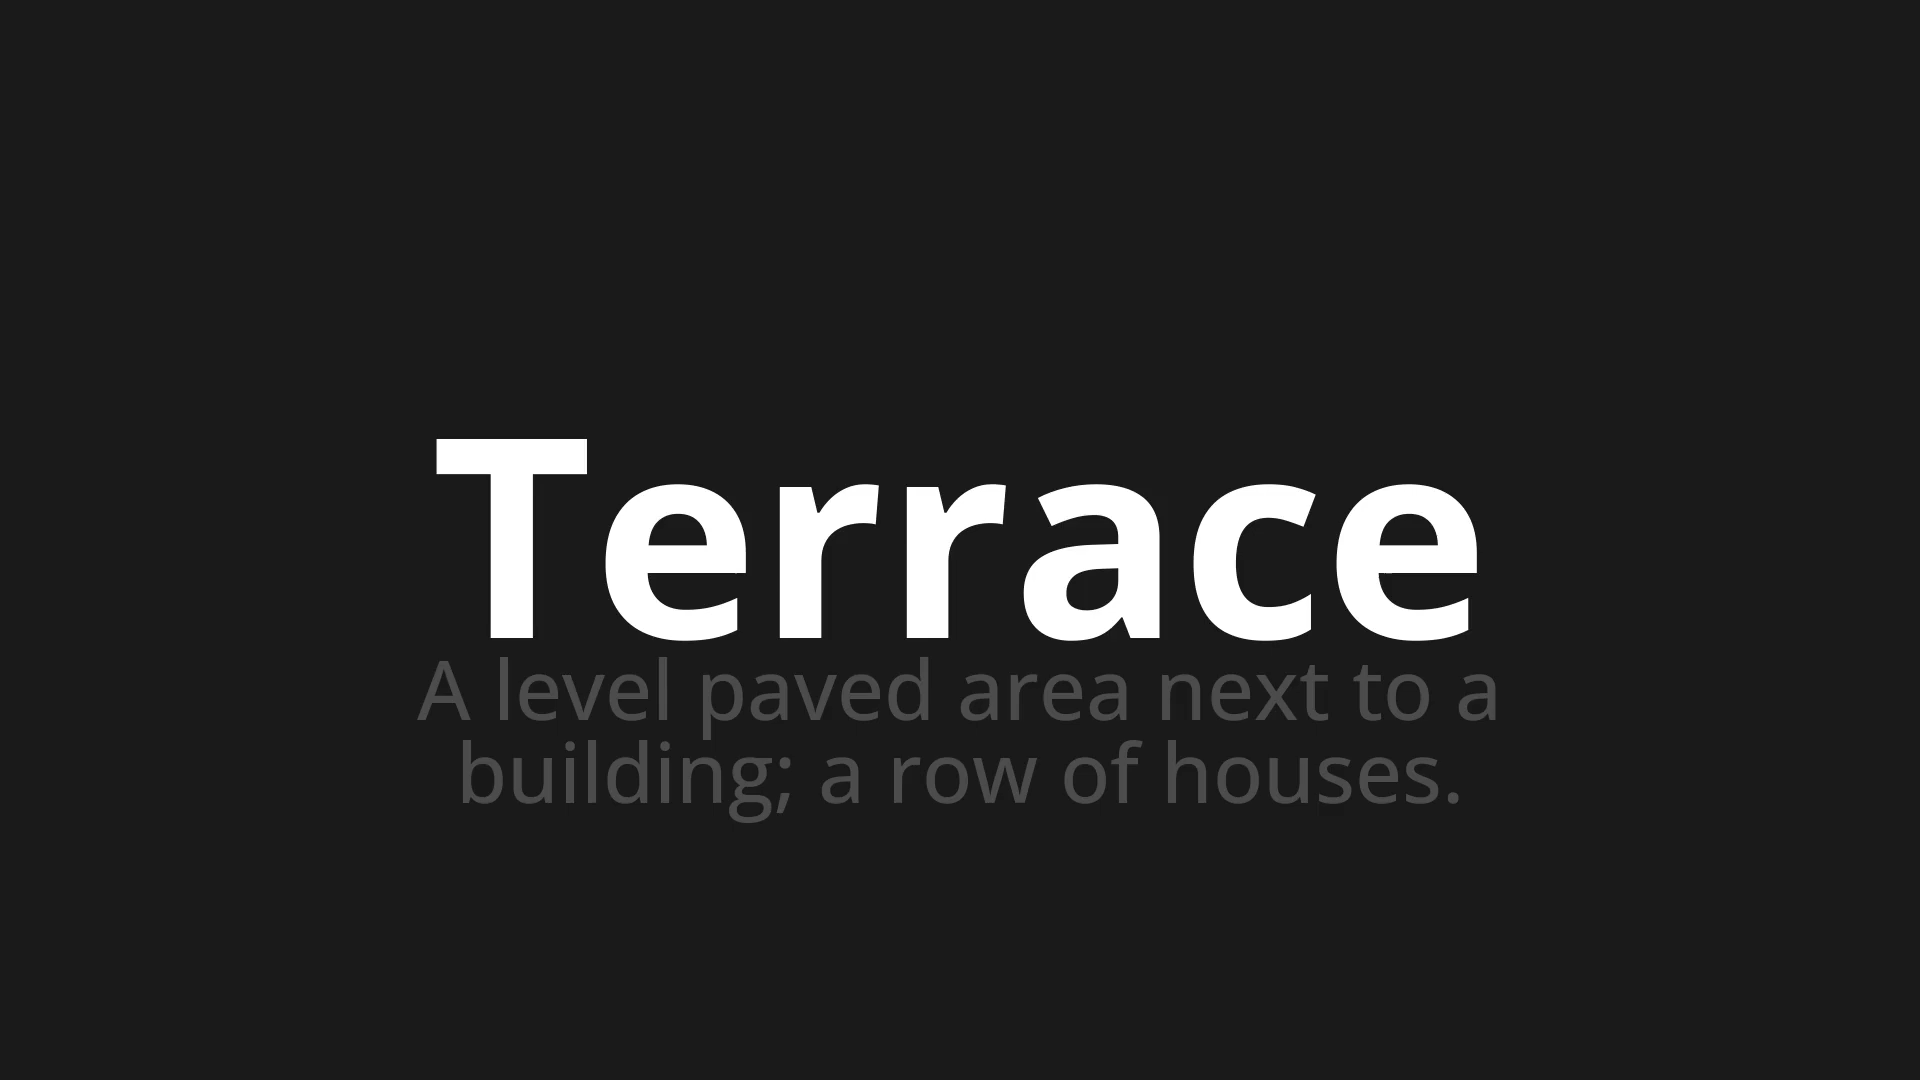 Terrace
A level paved area next to a
building; a row of houses.